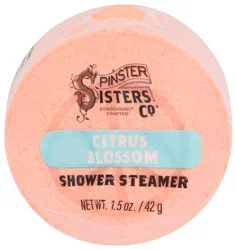 SPINSTER
SISTERS
CONSCIOUSLY
CRAFTED
CO.
CITRUS
BLOSSOM
SHOWER STEAMER
NET WT. 1.5 oz. / 42 g